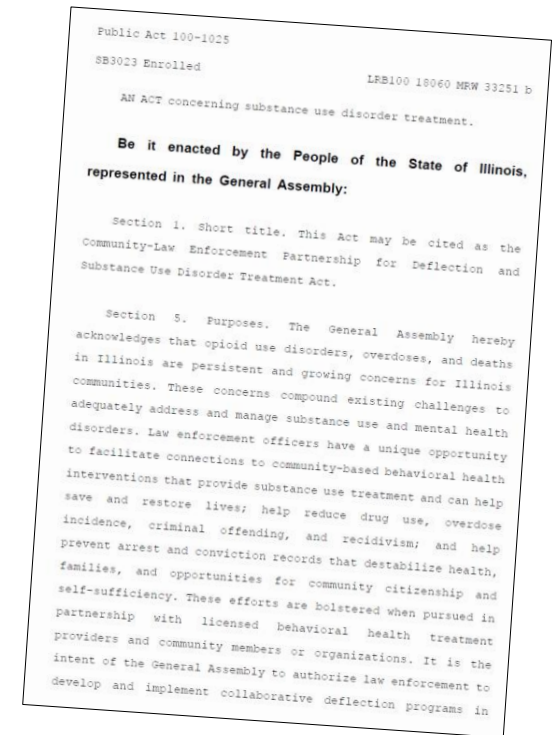 Public Act 100-1025
SB3023 Enrolled
LRB100 18060 MRW 33251 b
AN ACT concerning substance use disorder treatment.
Be it enacted by the People of the State of Illinois,
represented in the General Assembly:
Section 1. Short title. This Act may be cited as the
Community-Law Enforcement Partnership for Deflection and
Substance Use Disorder Treatment Act.
Section 5. Purposes. The General Assembly hereby
acknowledges that opioid use disorders, overdoses, and deaths
in Illinois are persistent and growing concerns for Illinois
communities. These concerns compound existing challenges to
adequately address and manage substance use and mental health
disorders. Law enforcement officers have a unique opportunity
to facilitate connections to community-based behavioral health
interventions that provide substance use treatment and can help
save and restore lives; help reduce drug use, overdose
incidence, criminal offending, and recidivism; and help
prevent arrest and conviction records that destabilize health,
families, and opportunities for community citizenship and
self-sufficiency. These efforts are bolstered when pursued in
partnership with licensed behavioral health treatment
providers and community members or organizations. It is the
intent of the General Assembly to authorize law enforcement to
develop and implement collaborative deflection programs in